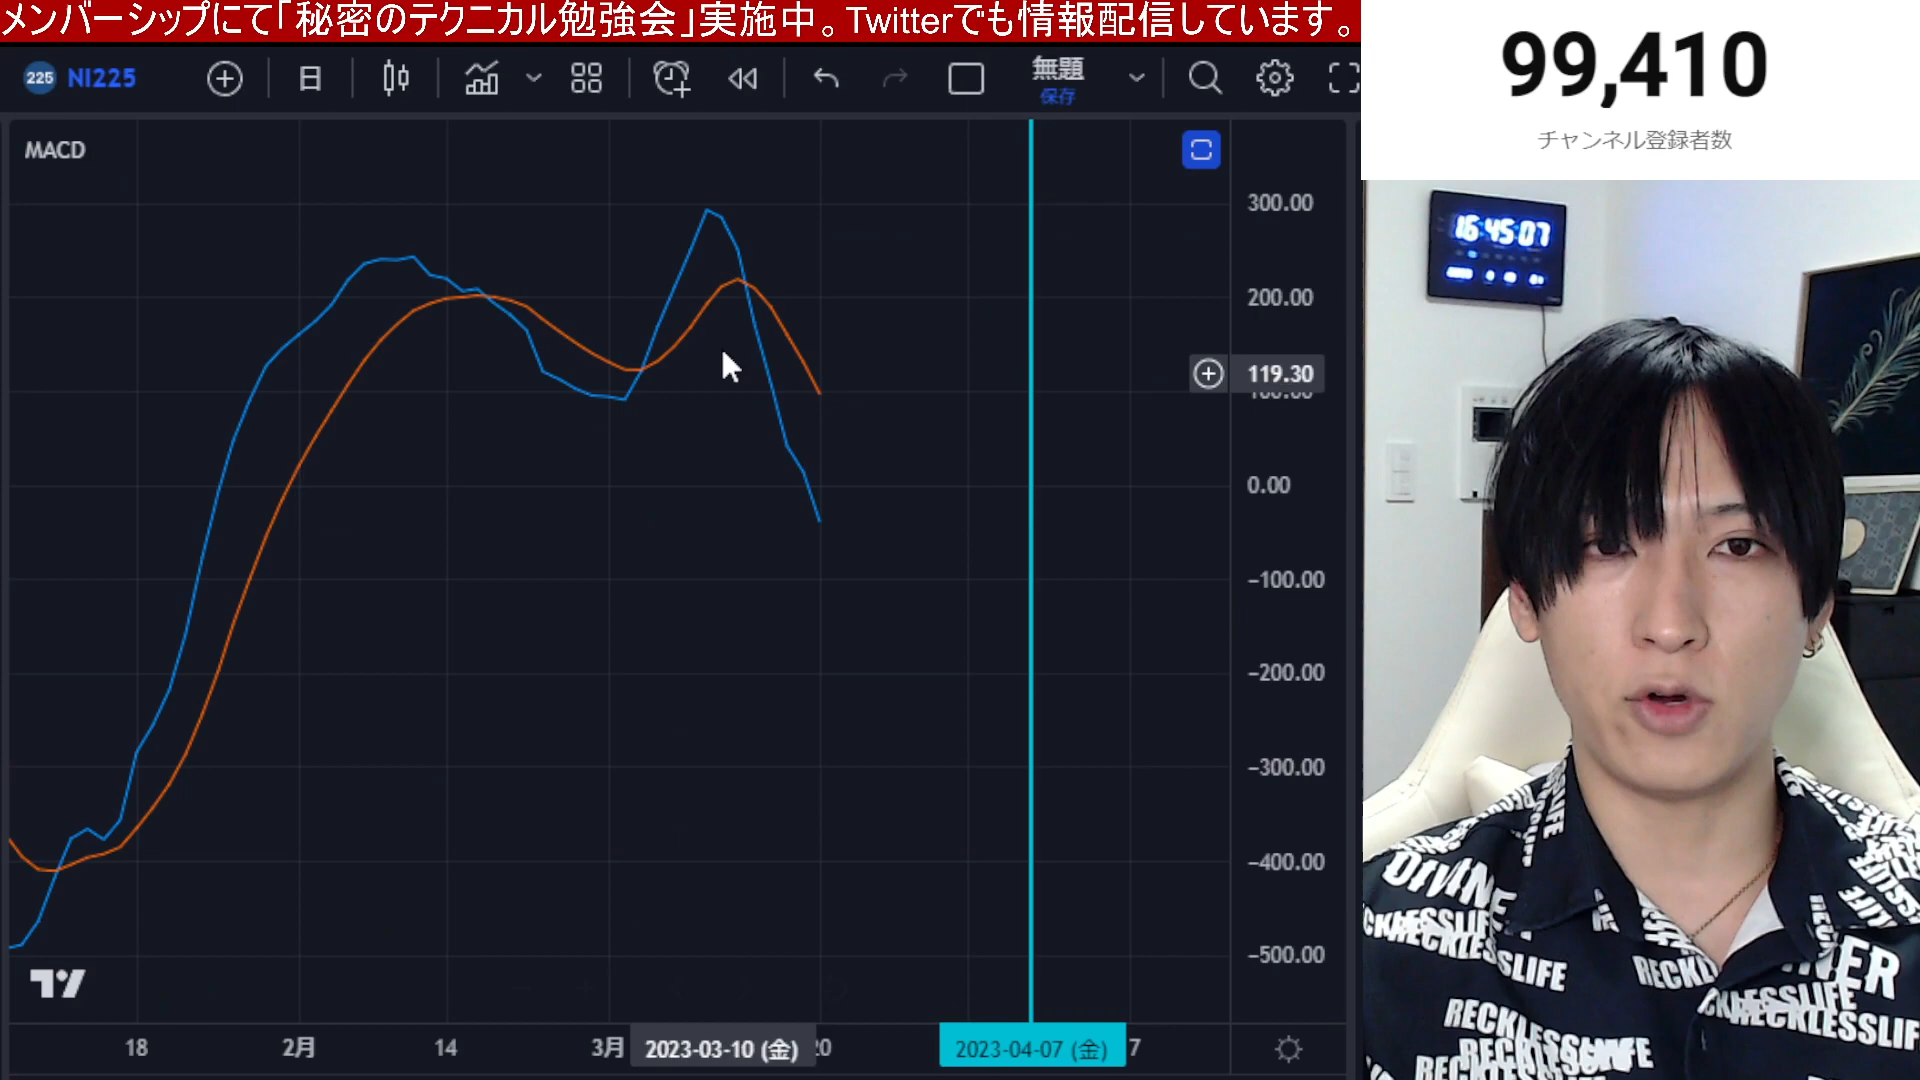 メンバーシップにて「秘密のテクニカル勉強会」実施中。Twitterでも情報配信しています。
99,410
チャンネル登録者数
225 NI225
日
無題
保存
MACD
300.00
200.00
119.30
0.00
-100.00
-200.00
-300.00
-400.00
-500.00
18 2月 14 3月 2023-03-10 (金) 20 2023-04-07 (金) 7
16:45:07
DIVINE
RECKLESSLIFE
RECKLESSLIFE